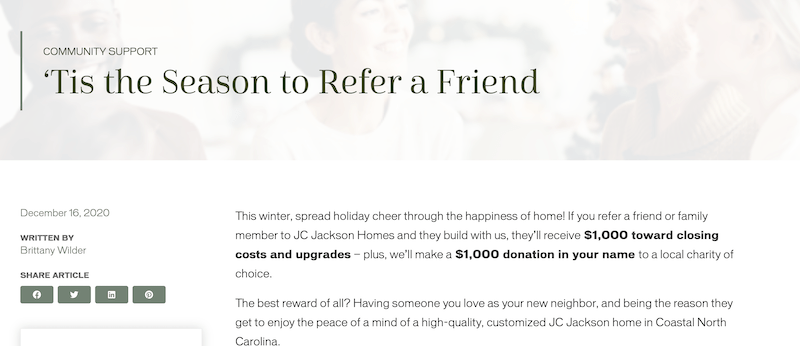 COMMUNITY SUPPORT
‘Tis the Season to Refer a Friend
December 16, 2020
WRITTEN BY
Brittany Wilder
SHARE ARTICLE
This winter, spread holiday cheer through the happiness of home! If you refer a friend or family
member to JC Jackson Homes and they build with us, they’ll receive $1,000 toward closing
costs and upgrades – plus, we’ll make a $1,000 donation in your name to a local charity of
choice.
The best reward of all? Having someone you love as your new neighbor, and being the reason they
get to enjoy the peace of a mind of a high-quality, customized JC Jackson home in Coastal North
Carolina.